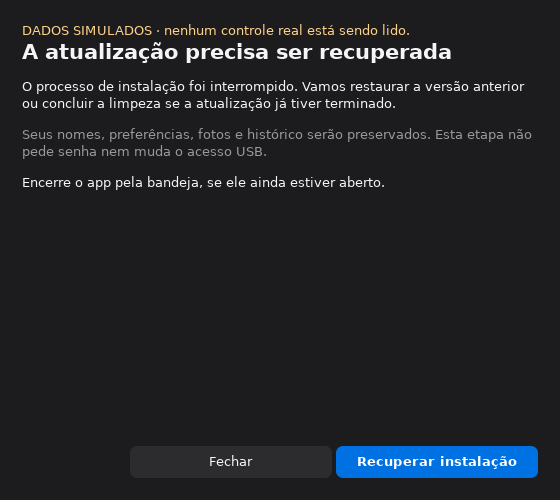 DADOS SIMULADOS · nenhum controle real está sendo lido.
A atualização precisa ser recuperada
O processo de instalação foi interrompido. Vamos restaurar a versão anterior
ou concluir a limpeza se a atualização já tiver terminado.
Seus nomes, preferências, fotos e histórico serão preservados. Esta etapa não
pede senha nem muda o acesso USB.
Encerre o app pela bandeja, se ele ainda estiver aberto.
Fechar
Recuperar instalação